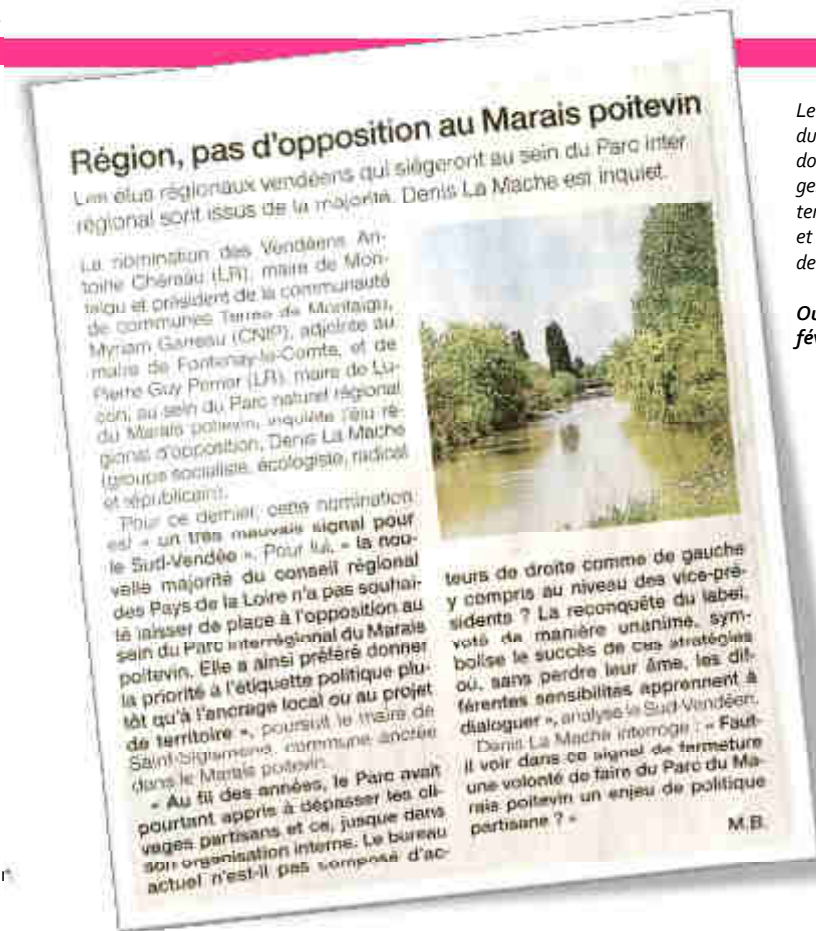 Région, pas d'opposition au Marais poitevin
Les élus régionaux vendéens qui siégeront au sein du Parc inter
régional sont issus de la majorité. Denis La Mache est inquiet.
La nomination des Vendéens An-
toine Chéreau (LR), maire de Mon-
taigu et président de la communauté
de communes Terres de Montaigu,
Myriam Garreau (CNIP), adjointe au
maire de Fontenay-le-Comte, et de
Pierre Guy Perrier (LR), maire de Lu-
çon, au sein du Parc naturel régional
du Marais poitevin, inquiète l'élu ré-
gional d'opposition, Denis La Mache
(groupe socialiste, écologiste, radical
et républicain).
Pour ce dernier, cette nomination
est « un très mauvais signal pour
le Sud-Vendée ». Pour lui, « la nou-
velle majorité du conseil régional
des Pays de la Loire n'a pas souhai-
té laisser de place à l'opposition au
sein du Parc interrégional du Marais
poitevin. Elle a ainsi préféré donner
la priorité à l'étiquette politique plu-
tôt qu'à l'ancrage local ou au projet
de territoire », poursuit le maire de
Saint-Sigismond, commune ancrée
dans le Marais poitevin.
« Au fil des années, le Parc avait
pourtant appris à dépasser les cli-
vages partisans et ce, jusque dans
son organisation interne. Le bureau
actuel n'est-il pas composé d'ac-
teurs de droite comme de gauche
y compris au niveau des vice-pré-
sidents ? La reconquête du label,
voté de manière unanime, sym-
bolise le succès de ces stratégies
où, sans perdre leur âme, les dif-
férentes sensibilités apprennent à
dialoguer », analyse le Sud-Vendéen.
Denis La Mache interroge : « Faut-
il voir dans ce signal de fermeture
une volonté de faire du Parc du Ma-
rais poitevin un enjeu de politique
partisane ? »
M.B.
Le
du
do
ge
ter
et
de
Ou
fév
r*